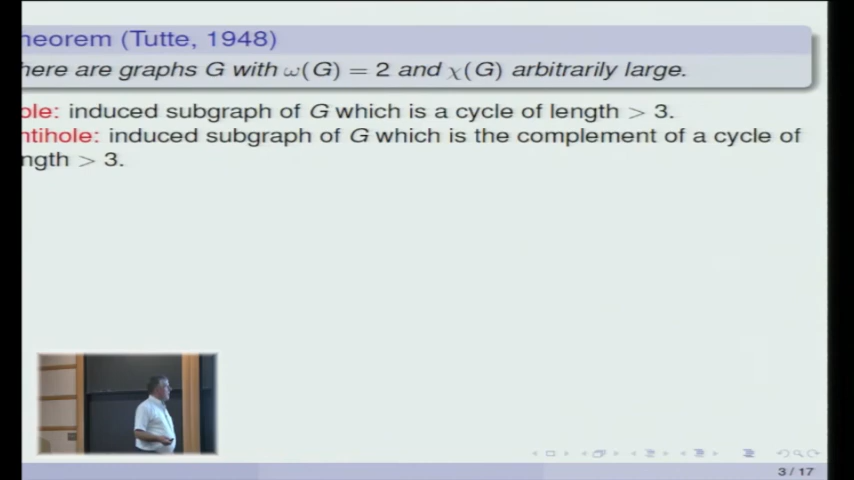 heorem (Tutte, 1948)
here are graphs G with ω(G) = 2 and χ(G) arbitrarily large.
ole: induced subgraph of G which is a cycle of length > 3.
ntihole: induced subgraph of G which is the complement of a cycle of
ngth > 3.
3 / 17